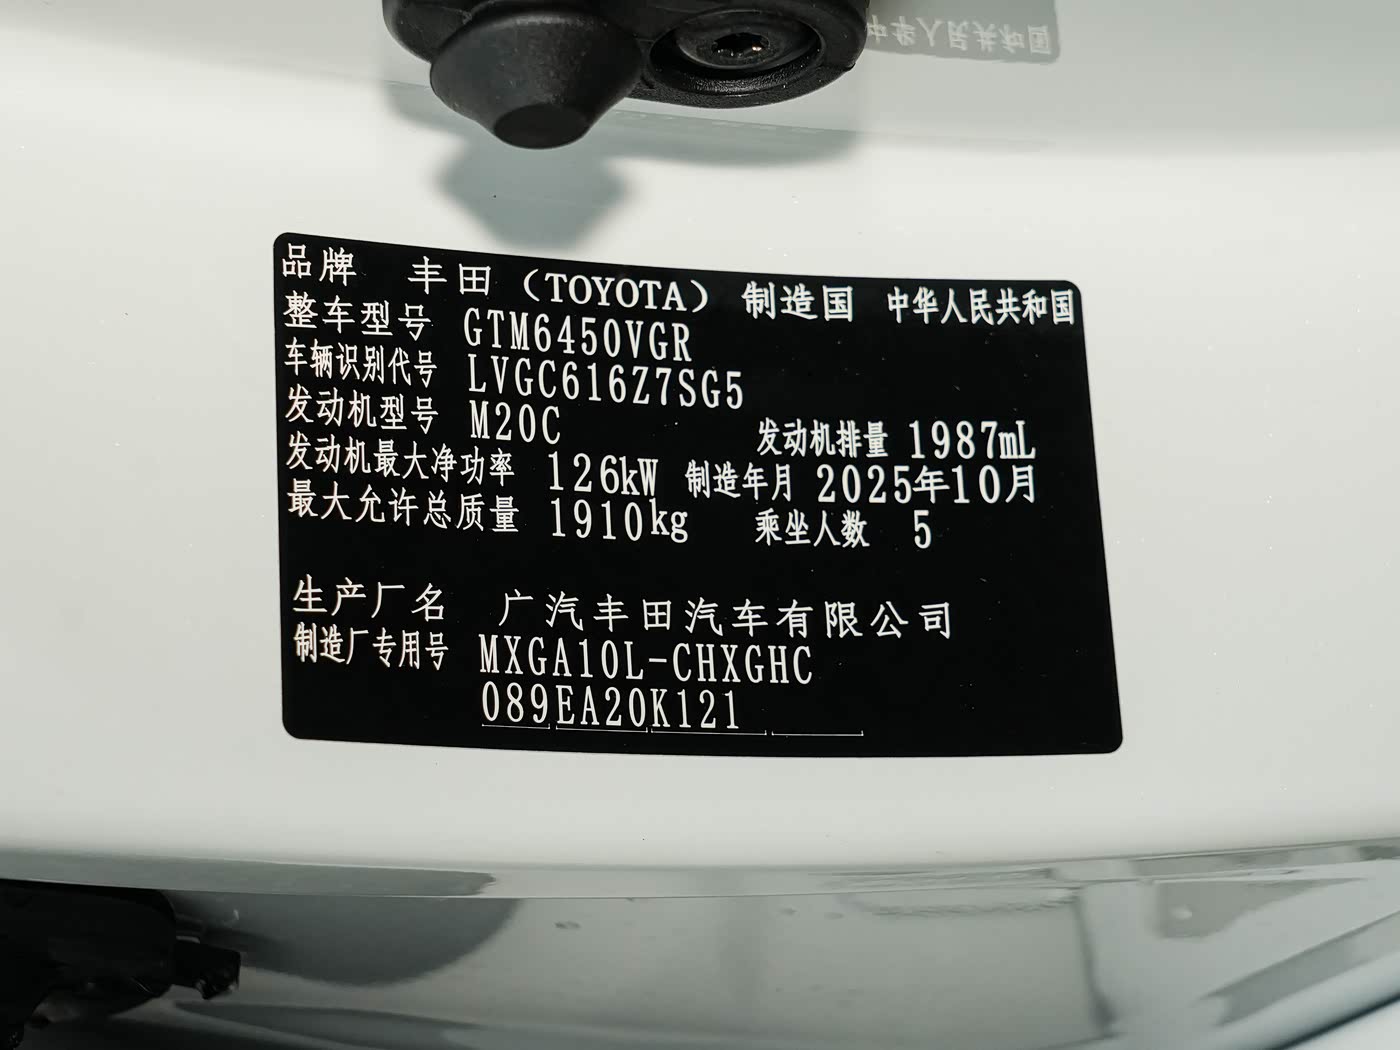 品牌 丰田（TOYOTA） 制造国 中华人民共和国
整车型号 GTM6450VGR
车辆识别代号 LVGC616Z7SG5
发动机型号 M20C 发动机排量 1987mL
发动机最大净功率 126kW 制造年月 2025年10月
最大允许总质量 1910kg 乘坐人数 5
生产厂名 广汽丰田汽车有限公司
制造厂专用号 MXGA10L-CHXGHC
089EA20K121